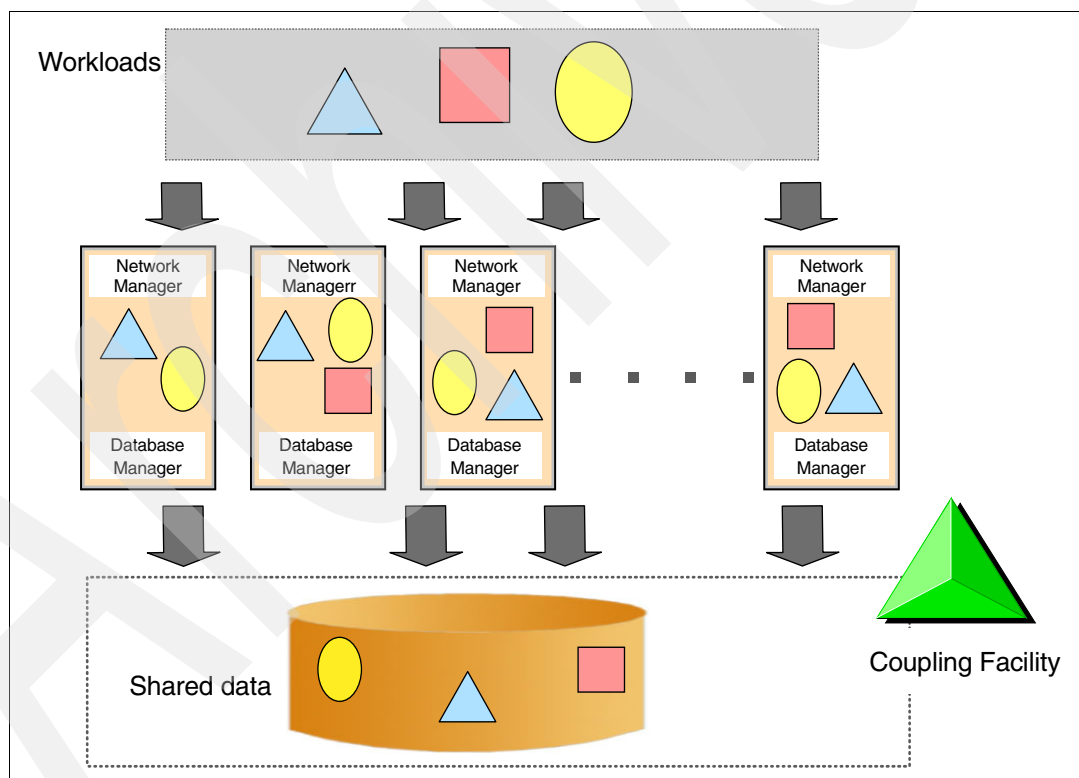 Workloads
Network
Manager
Network
Managerr
Network
Manager
Network
Manager
Database
Manager
Database
Manager
Database
Manager
Database
Manager
Shared data
Coupling Facility